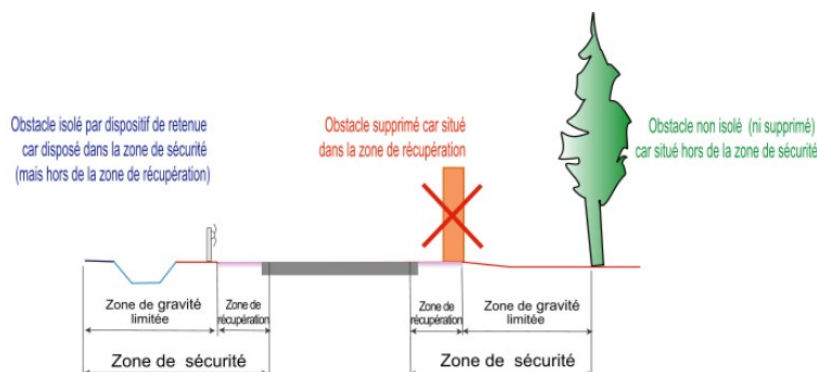 Obstacle isolé par dispositif de retenue
car disposé dans la zone de sécurité
(mais hors de la zone de récupération)
Obstacle supprimé car situé
dans la zone de récupération
Obstacle non isolé (ni supprimé)
car situé hors de la zone de sécurité
Zone de gravité
limitée
Zone de
récupération
Zone de
récupération
Zone de gravité
limitée
Zone de sécurité
Zone de sécurité